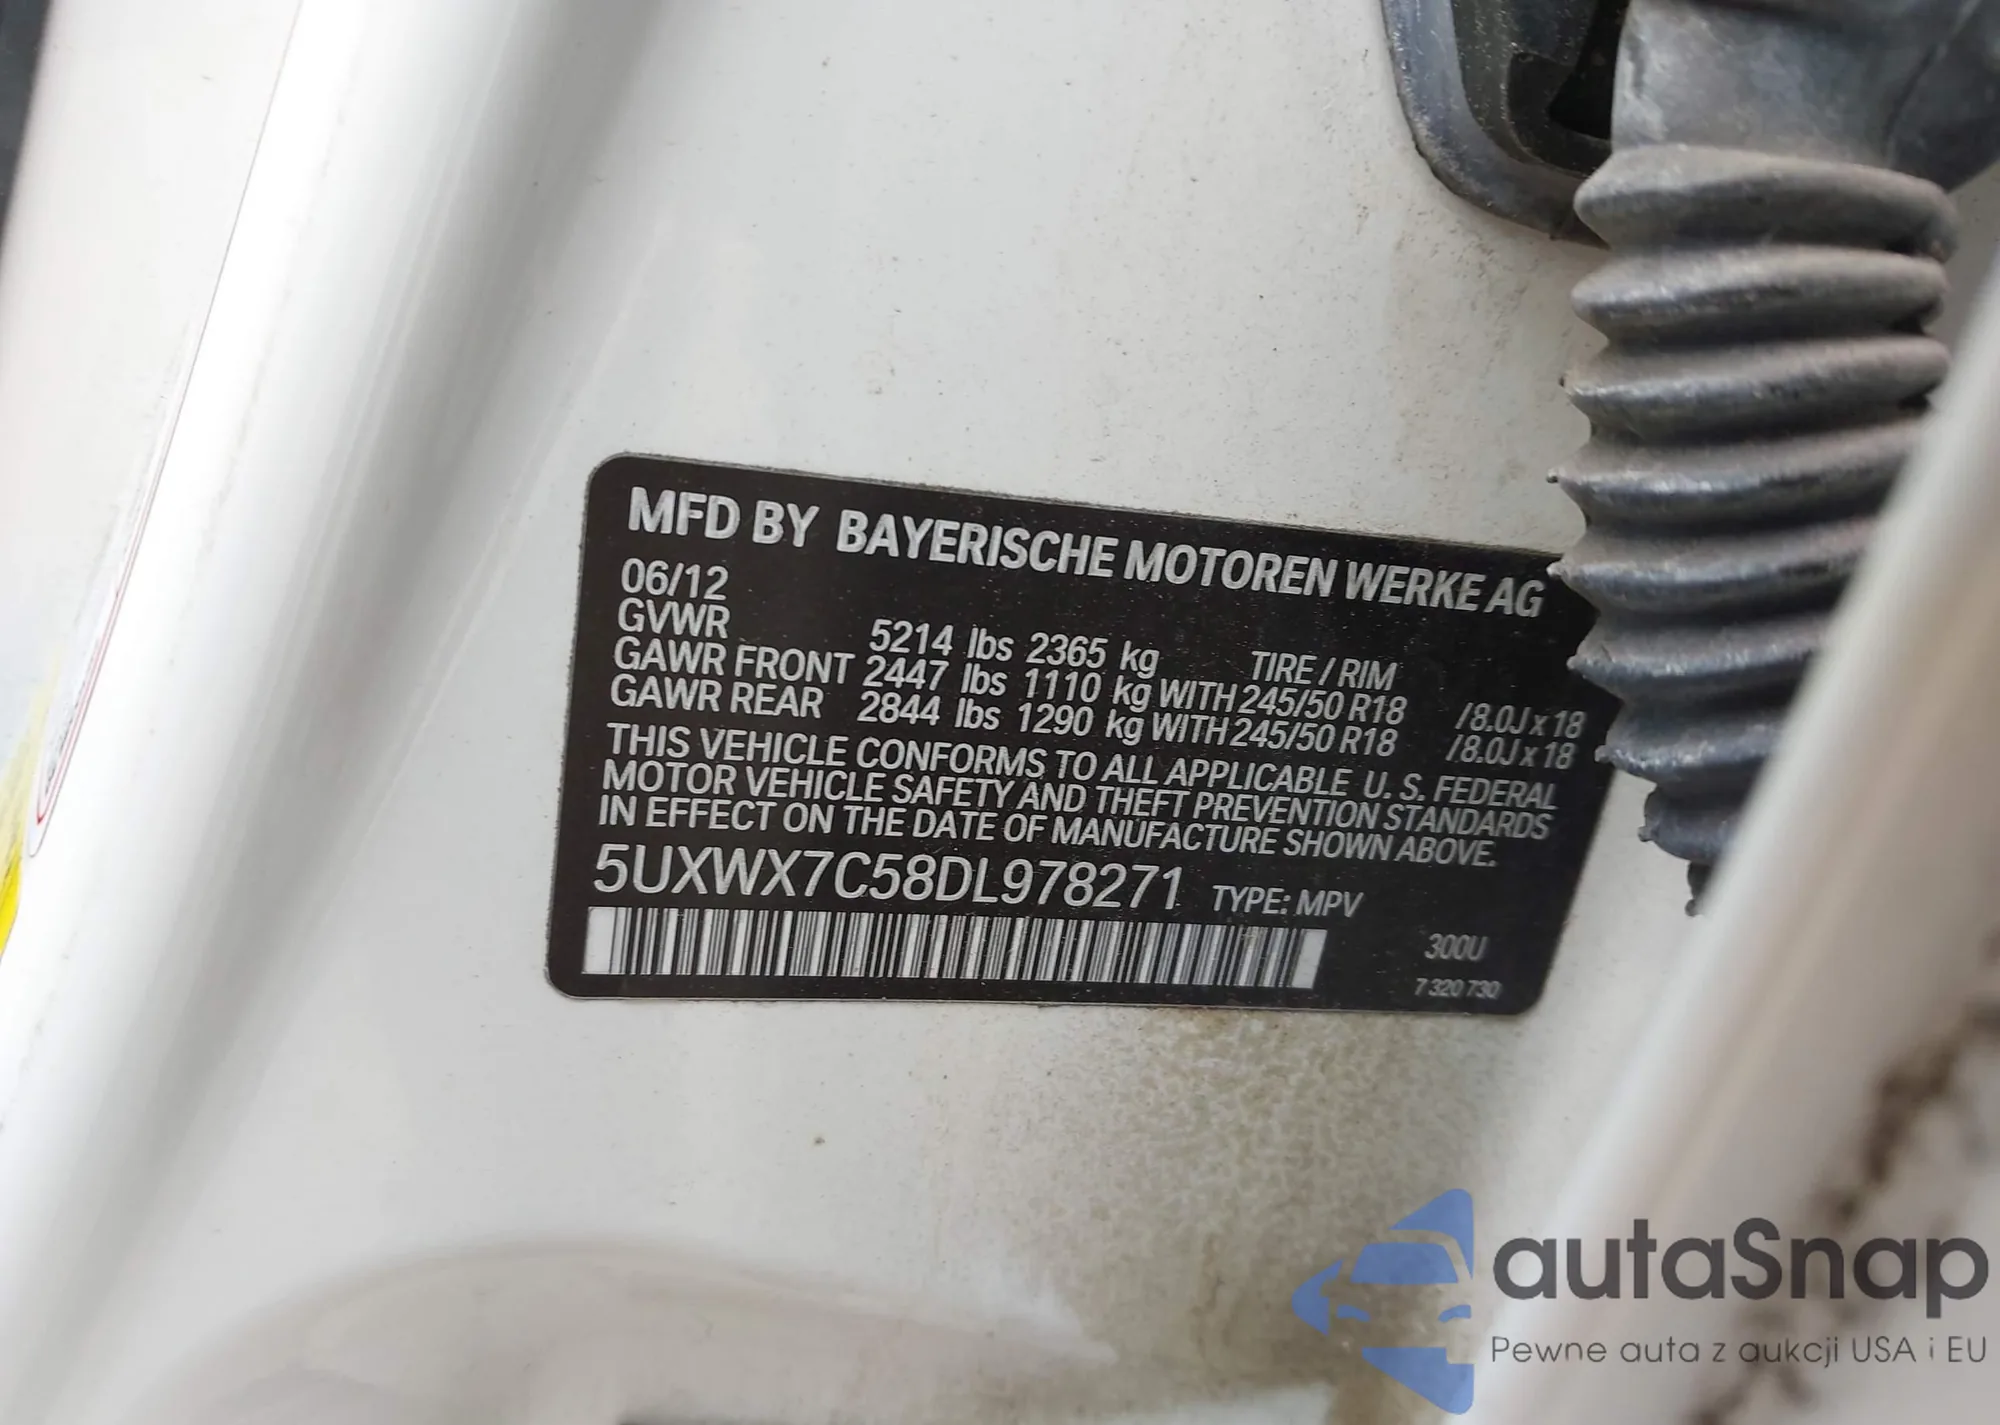 MFD BY BAYERISCHE MOTOREN WERKE AG
06/12
GVWR 5214 lbs 2365 kg TIRE / RIM
GAWR FRONT 2447 lbs 1110 kg WITH 245/50 R18 /8.0J x 18
GAWR REAR 2844 lbs 1290 kg WITH 245/50 R18 /8.0J x 18
THIS VEHICLE CONFORMS TO ALL APPLICABLE U. S. FEDERAL
MOTOR VEHICLE SAFETY AND THEFT PREVENTION STANDARDS
IN EFFECT ON THE DATE OF MANUFACTURE SHOWN ABOVE.
5UXWX7C58DL978271 TYPE: MPV
300U
7 320 730
autaSnap
Pewne auta z aukcji USA i EU